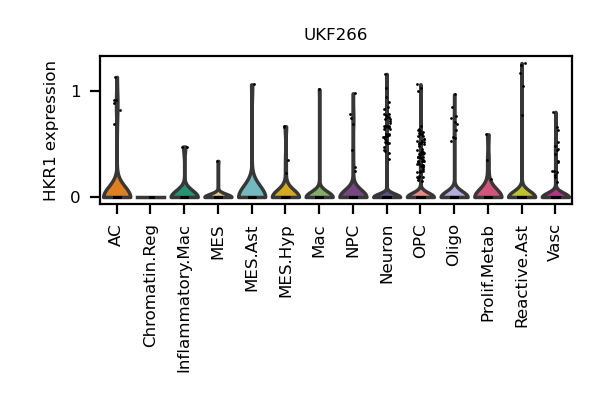 UKF266
HKR1 expression
1
0
AC
Chromatin.Reg
Inflammatory.Mac
MES
MES.Ast
MES.Hyp
Mac
NPC
Neuron
OPC
Oligo
Prolif.Metab
Reactive.Ast
Vasc